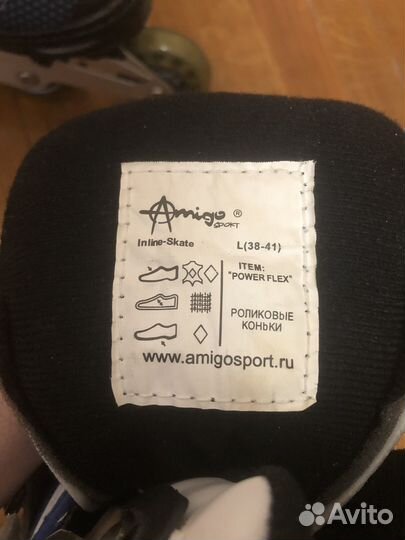 Amigo®
SPORT
Inline-Skate L(38-41)
ITEM:
"POWER FLEX"
РОЛИКОВЫЕ
КОНЬКИ
www.amigosport.ru
Avito